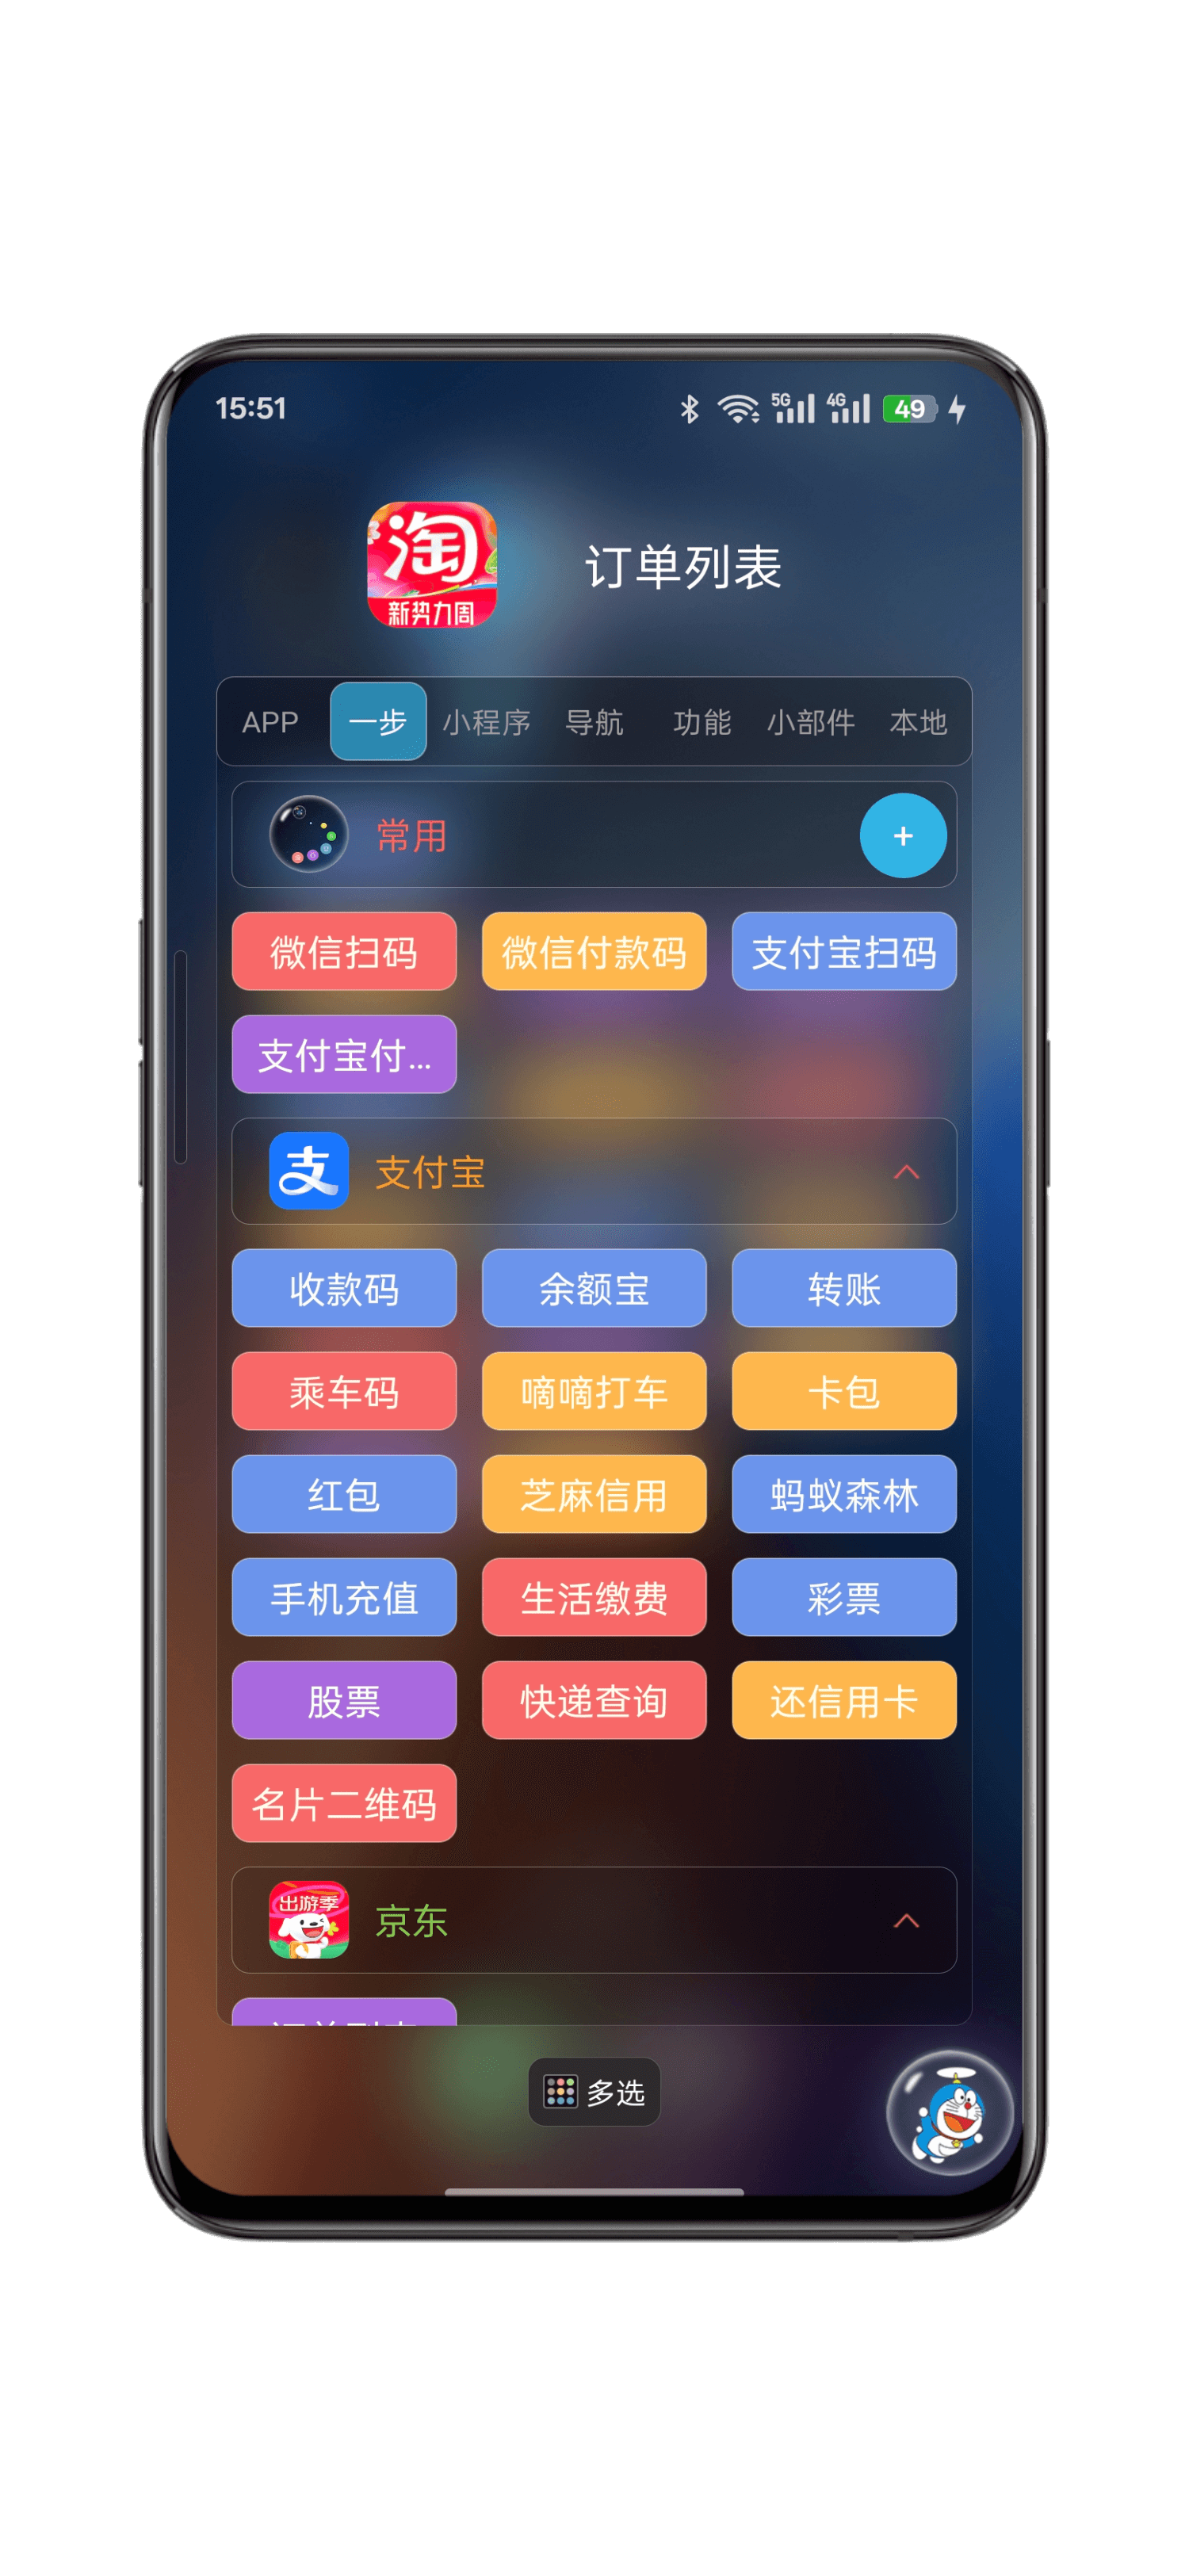 15:51
5G 4G 49
淘
新势力周
订单列表
APP 一步 小程序 导航 功能 小部件 本地
常用 +
微信扫码 微信付款码 支付宝扫码
支付宝付...
支 支付宝
收款码 余额宝 转账
乘车码 嘀嘀打车 卡包
红包 芝麻信用 蚂蚁森林
手机充值 生活缴费 彩票
股票 快递查询 还信用卡
名片二维码
出游季
京东
多选